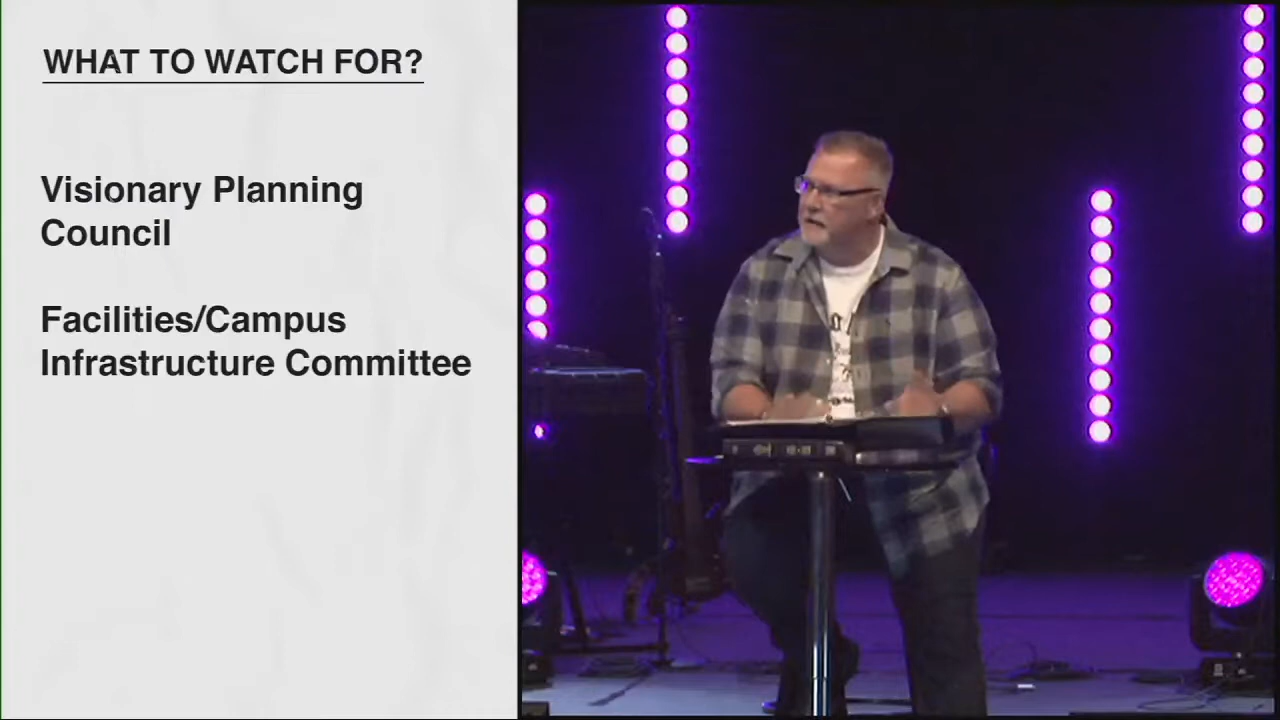 WHAT TO WATCH FOR?
Visionary Planning
Council
Facilities/Campus
Infrastructure Committee